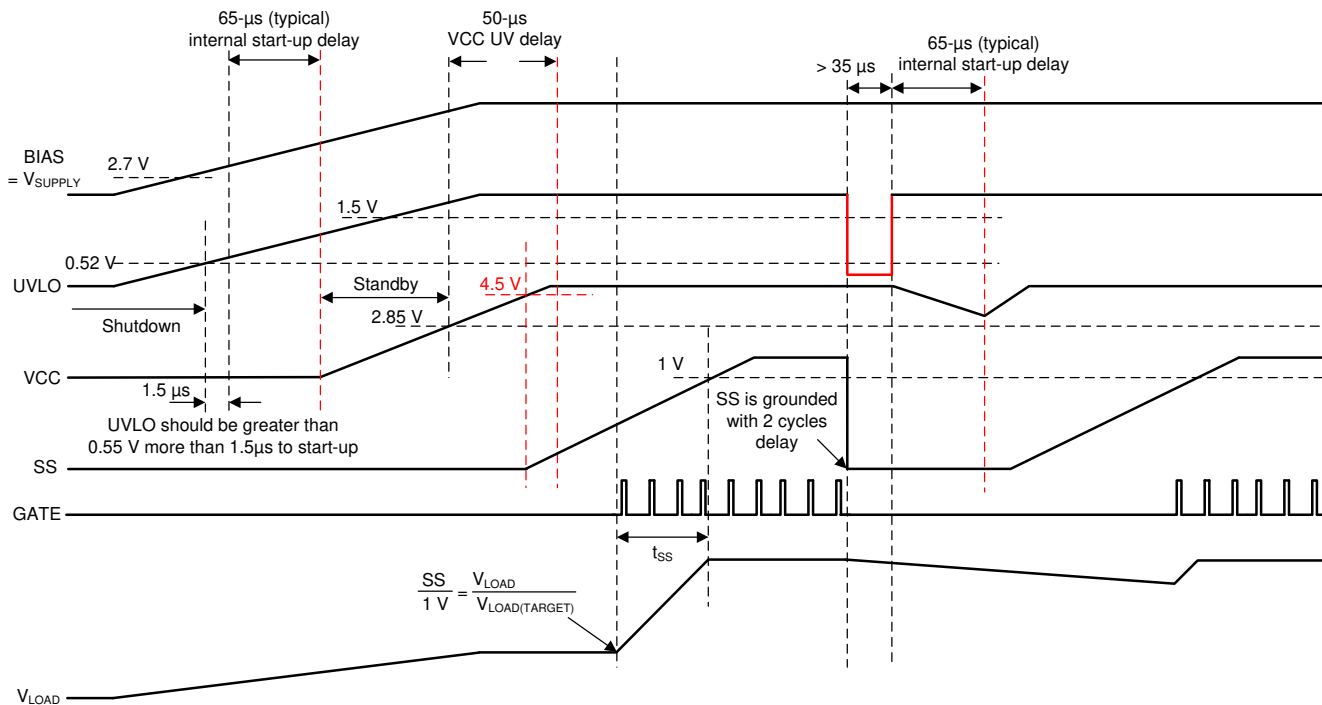 65-µs (typical)
internal start-up delay
50-µs
VCC UV delay
65-µs (typical)
internal start-up delay
> 35 µs
BIAS
= VSUPPLY
2.7 V
1.5 V
0.52 V
UVLO
Standby
4.5 V
Shutdown
2.85 V
VCC
1 V
1.5 µs
SS is grounded
with 2 cycles
delay
UVLO should be greater than
0.55 V more than 1.5µs to start-up
SS
GATE
tSS
SS
1 V
=
VLOAD
VLOAD(TARGET)
VLOAD